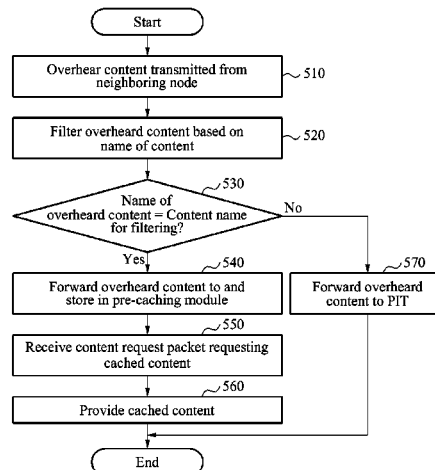 Start
Overhear content transmitted from
neighboring node
510
Filter overheard content based on
name of content
520
530
Name of
overheard content = Content name
for filtering?
No
Yes
540
570
Forward overheard content to and
store in pre-caching module
Forward overheard
content to PIT
550
Receive content request packet requesting
cached content
560
Provide cached content
End